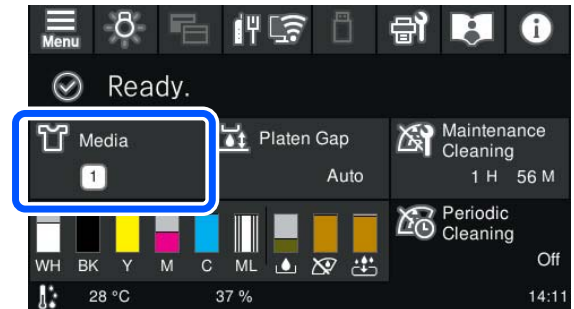 Menu
Ready.
Media
1
Platen Gap
Auto
Maintenance
Cleaning
1 H 56 M
Periodic
Cleaning
Off
WH BK Y M C ML
28 °C 37 % 14:11